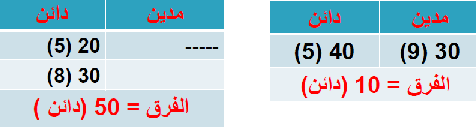 مدين دائن
30 (9) 40 (5)
الفرق = 10 (دائن)
مدين دائن
----- 20 (5)
30 (8)
الفرق = 50 (دائن )